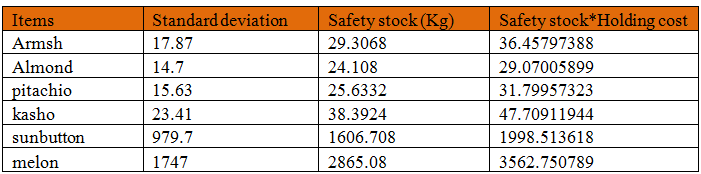 Items Standard deviation Safety stock (Kg) Safety stock*Holding cost
Armsh 17.87 29.3068 36.45797388
Almond 14.7 24.108 29.07005899
pitachio 15.63 25.6332 31.79957323
kasho 23.41 38.3924 47.70911944
sunbutton 979.7 1606.708 1998.513618
melon 1747 2865.08 3562.750789